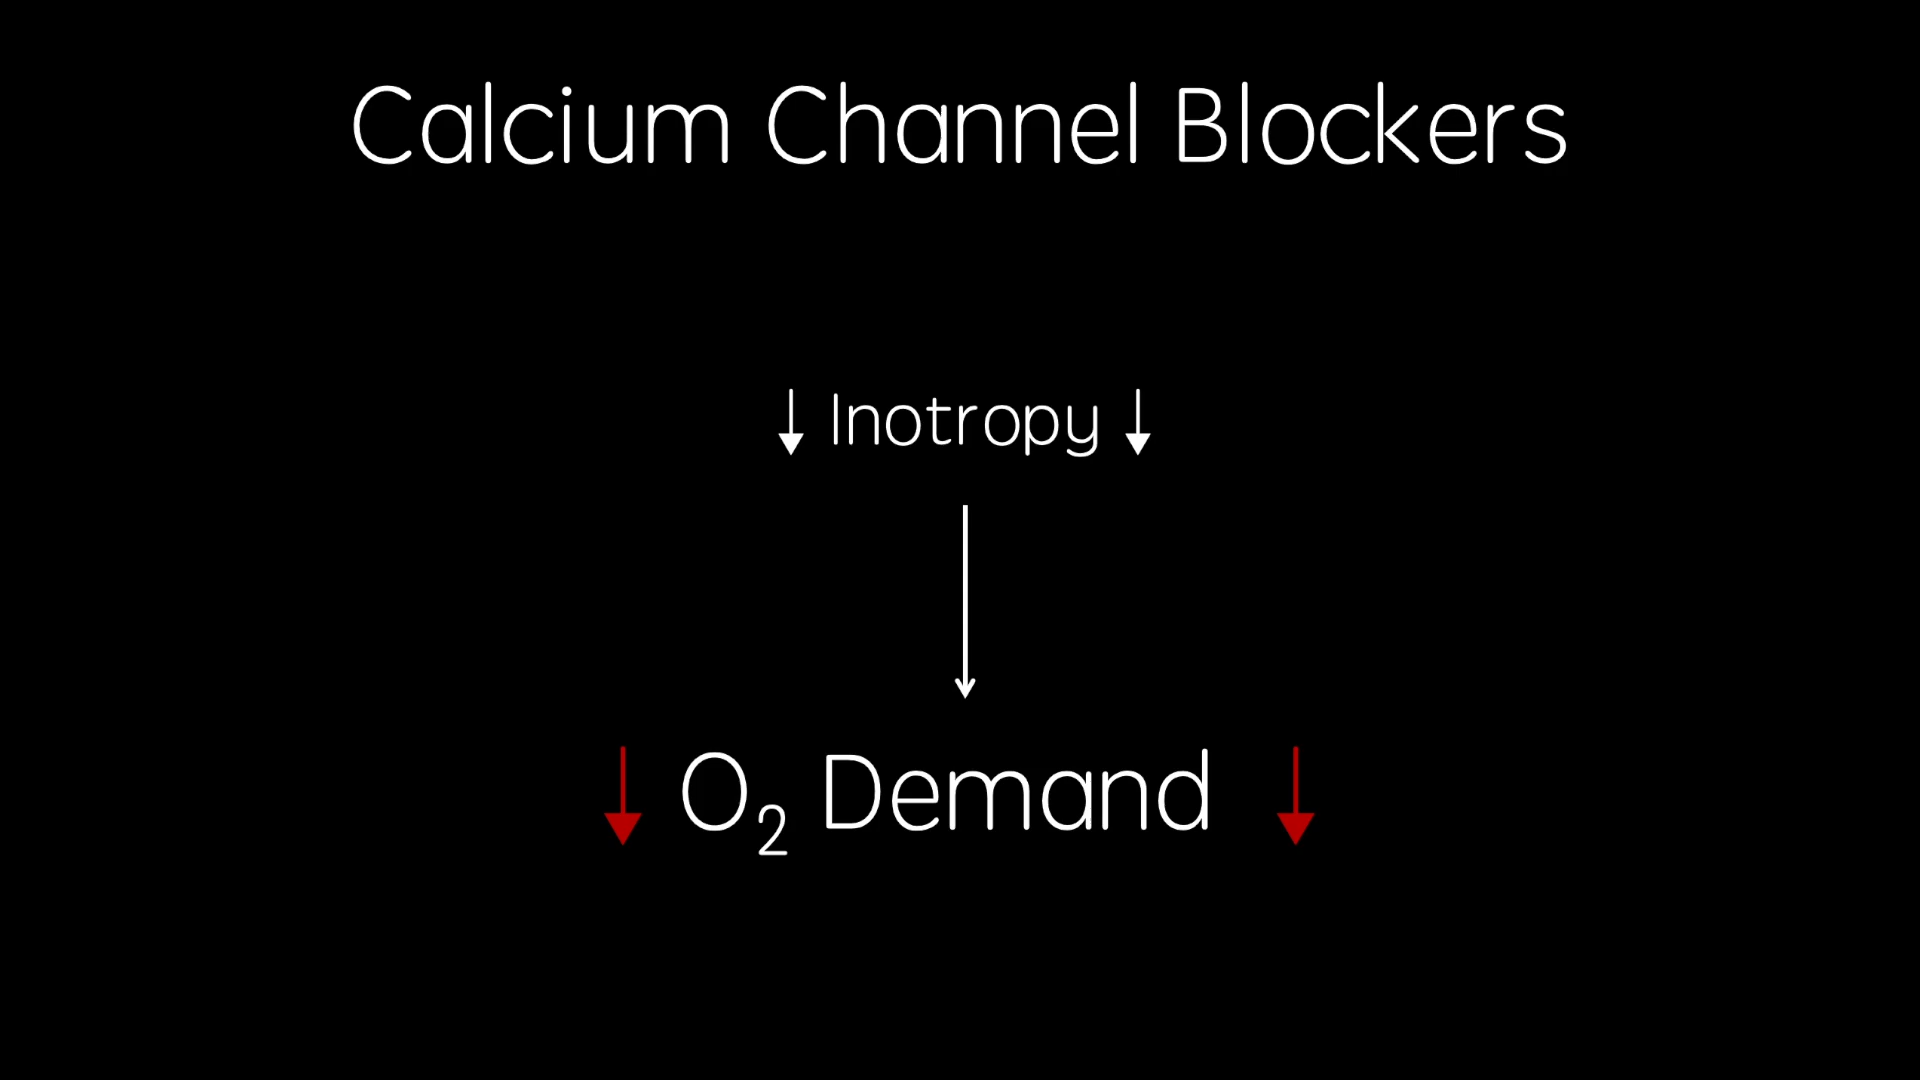 Calcium Channel Blockers
↓ Inotropy ↓
↓ O₂ Demand ↓